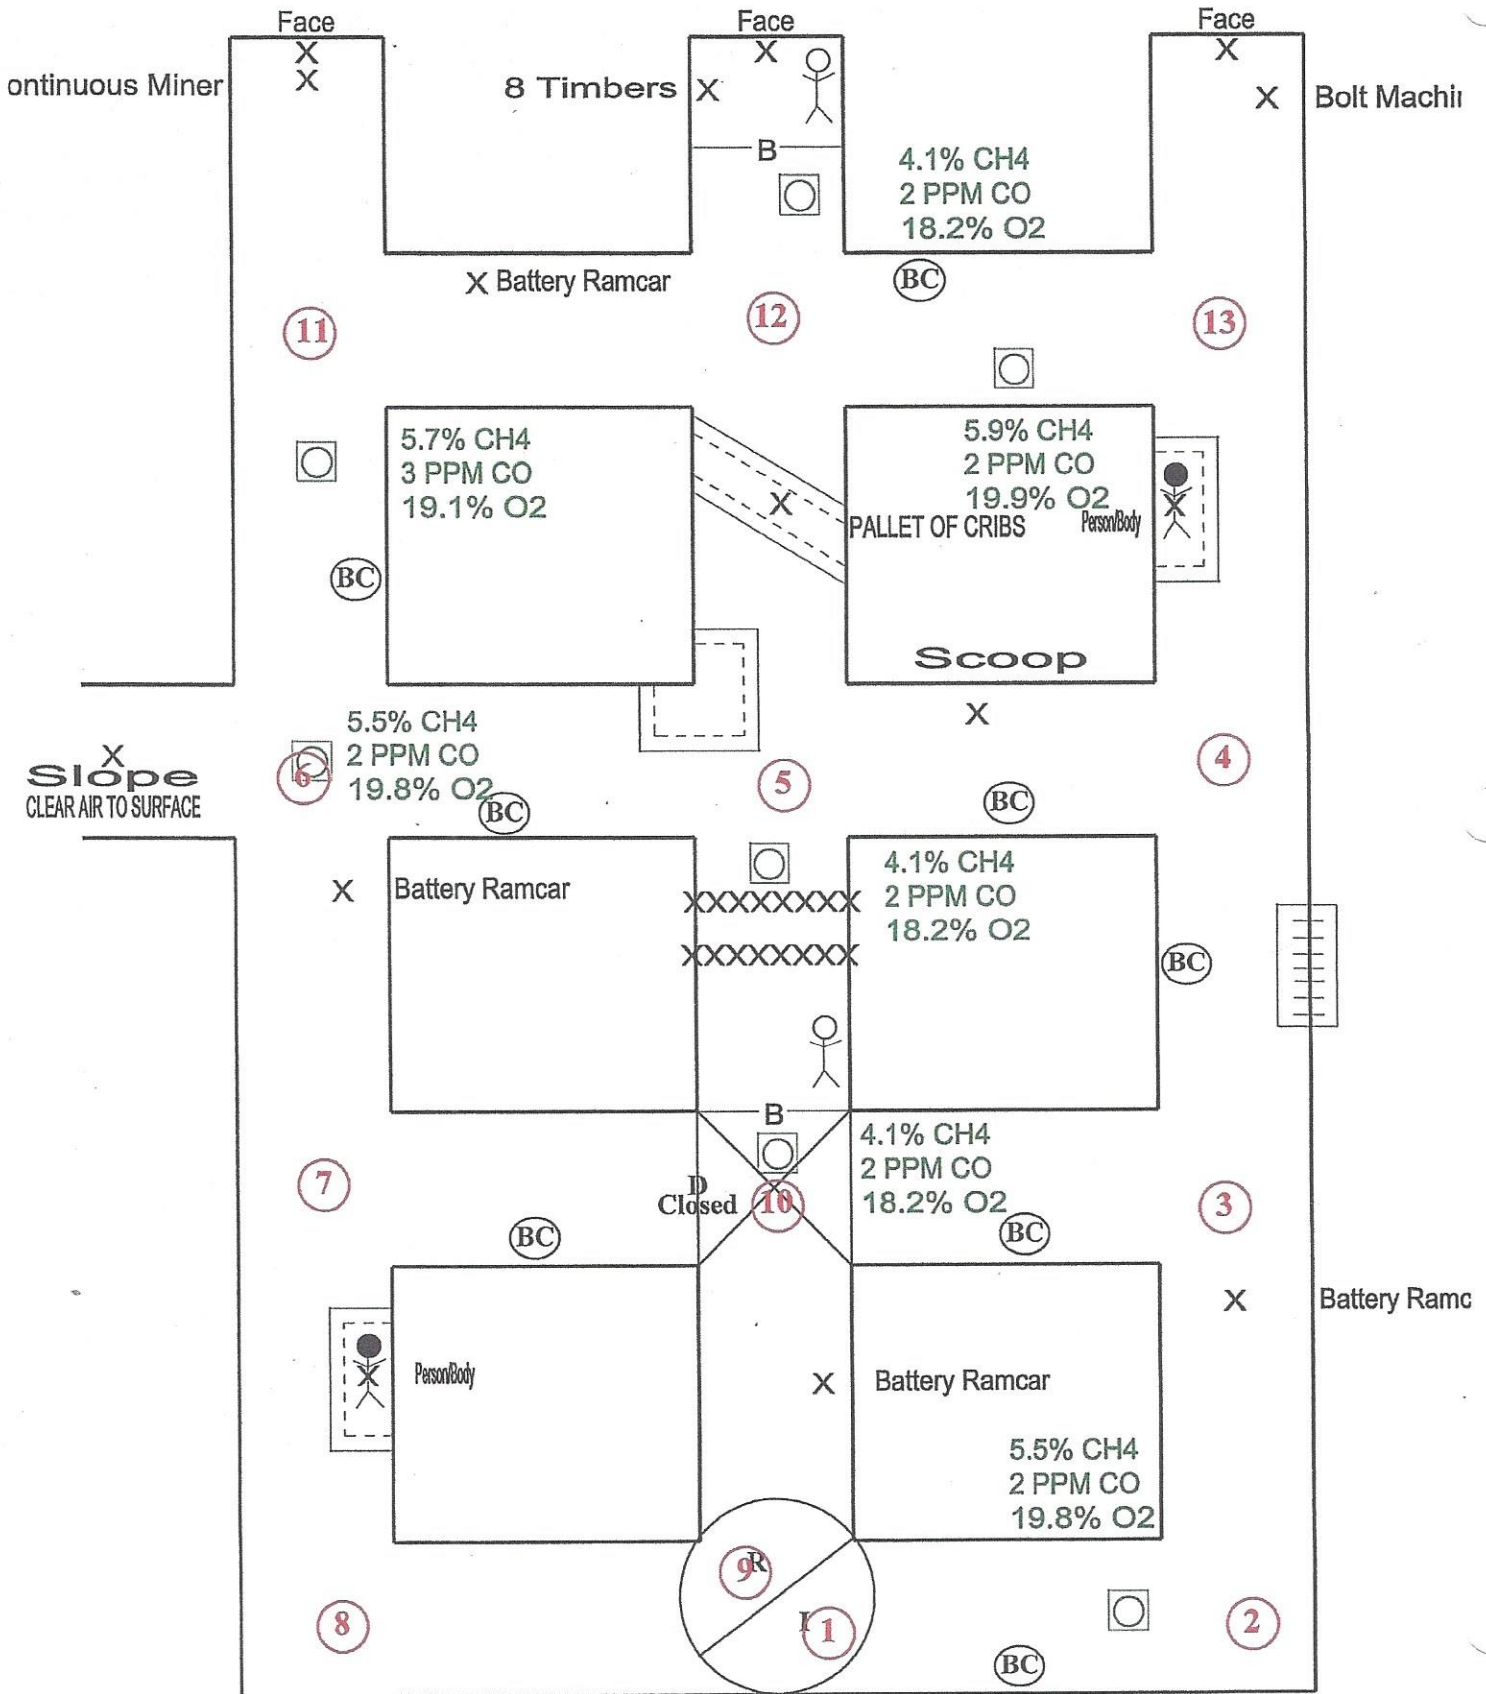 Face
Face
Face
X
X
X
X
ontinuous Miner
X
8 Timbers
X
X
Bolt Machi
B
4.1% CH4
2 PPM CO
18.2% O2
X Battery Ramcar
BC
11
12
13
5.7% CH4
3 PPM CO
19.1% O2
5.9% CH4
2 PPM CO
19.9% O2
X
PALLET OF CRIBS
Person/Body
X
BC
Scoop
X
5.5% CH4
2 PPM CO
19.8% O2
X
Slope
CLEAR AIR TO SURFACE
6
5
4
BC
BC
X
Battery Ramcar
4.1% CH4
2 PPM CO
18.2% O2
XXXXXXXX
XXXXXXXX
BC
B
4.1% CH4
2 PPM CO
18.2% O2
7
D
Closed
10
3
BC
BC
X
Battery Ramc
X
Person/Body
X
Battery Ramcar
5.5% CH4
2 PPM CO
19.8% O2
9
R
I
1
8
2
BC